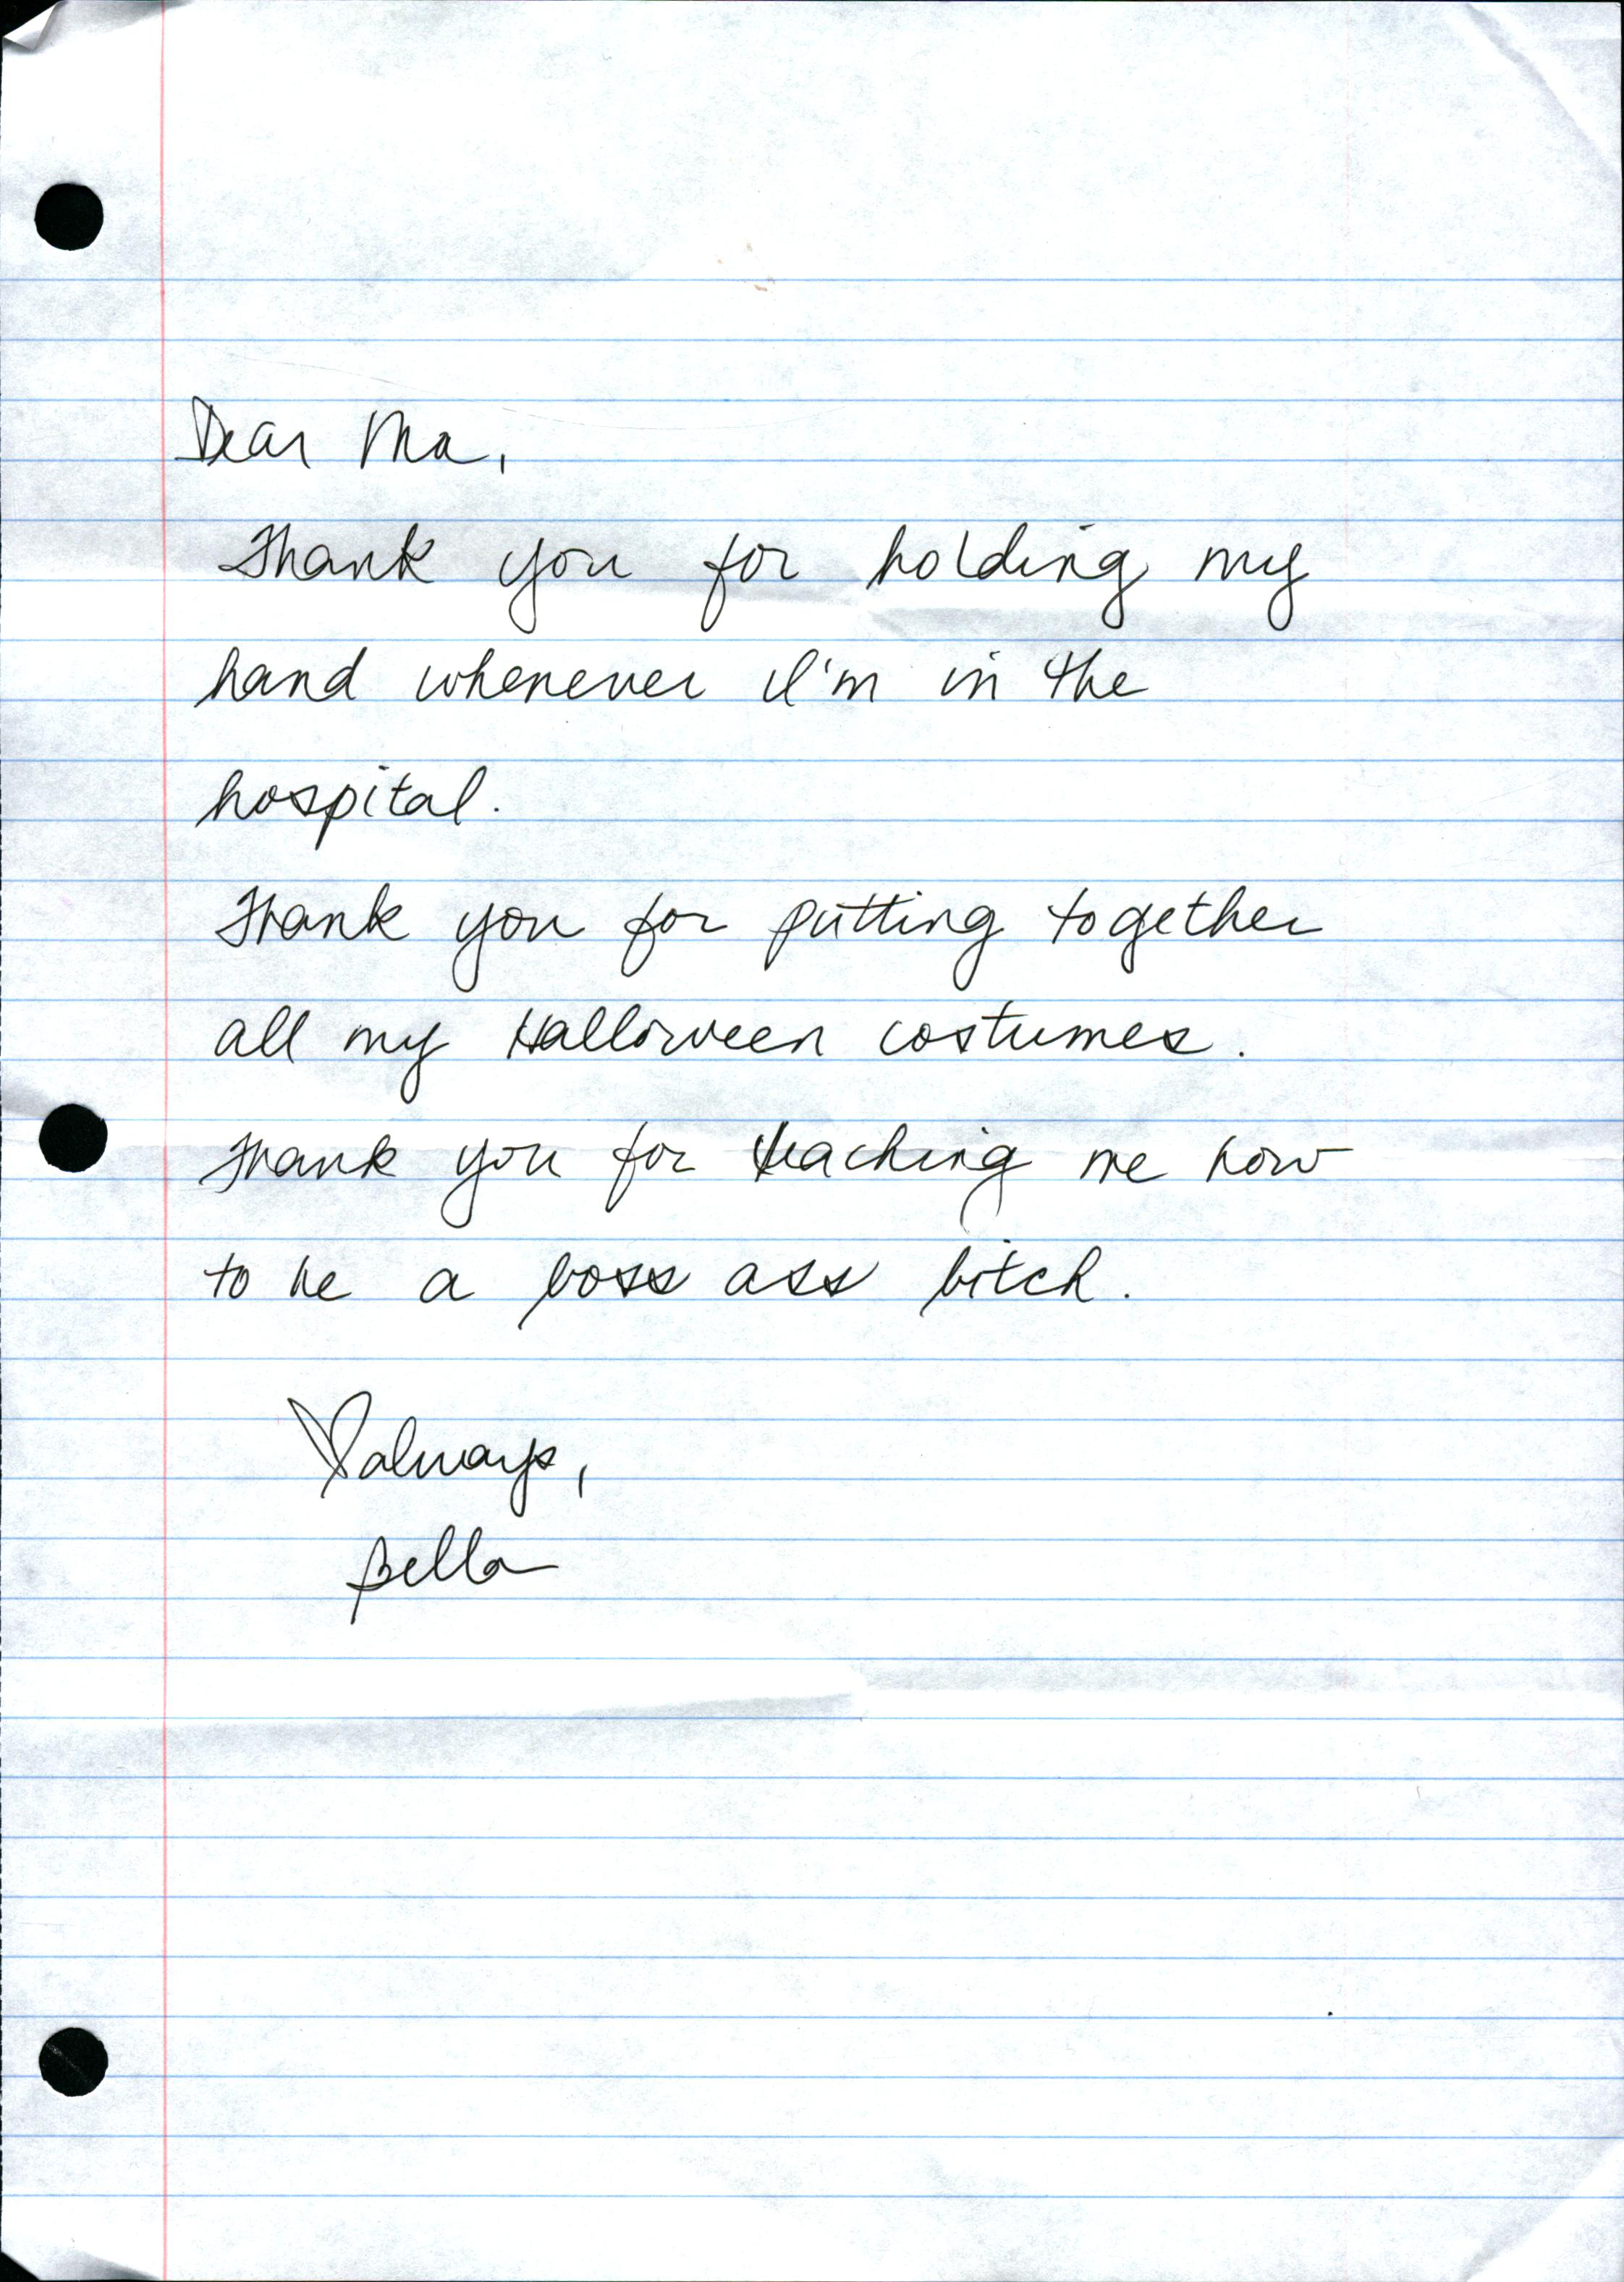 Dear Ma,
Thank you for holding my
hand whenever I'm in the
hospital.
Thank you for putting together
all my Halloween costumes.
Thank you for teaching me how
to be a boss ass bitch.
♡always,
Bella